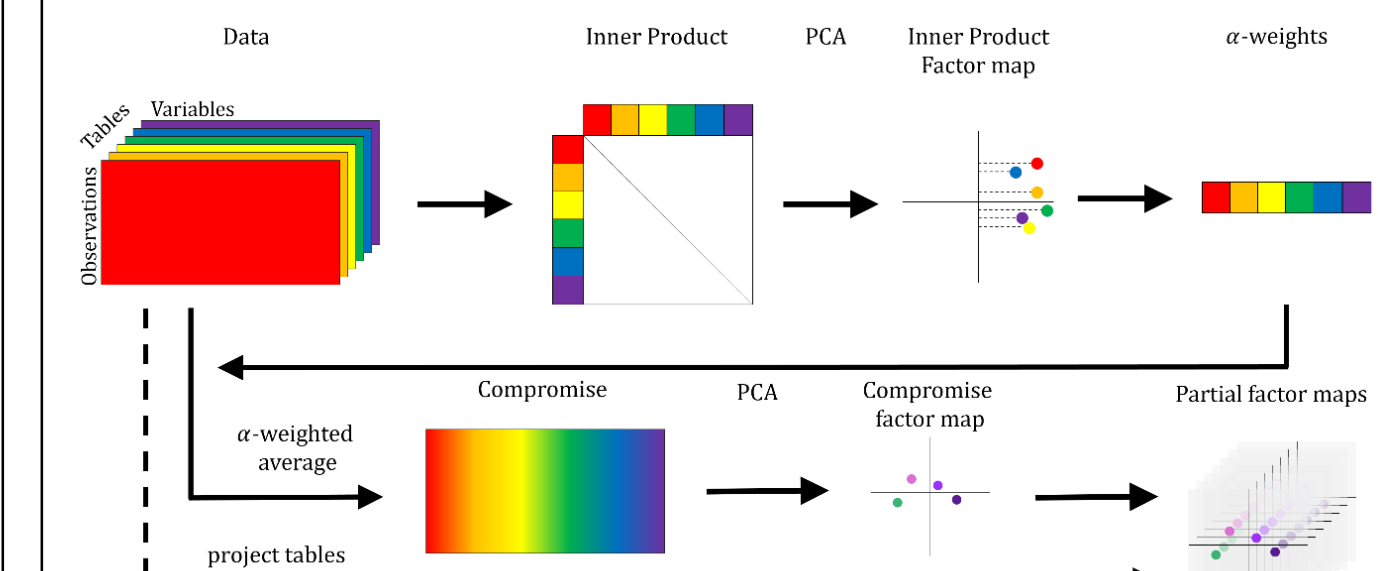 Data
Inner Product
PCA
Inner Product
Factor map
α-weights
Tables
Variables
Observations
Compromise
PCA
Compromise
factor map
Partial factor maps
α-weighted
average
project tables